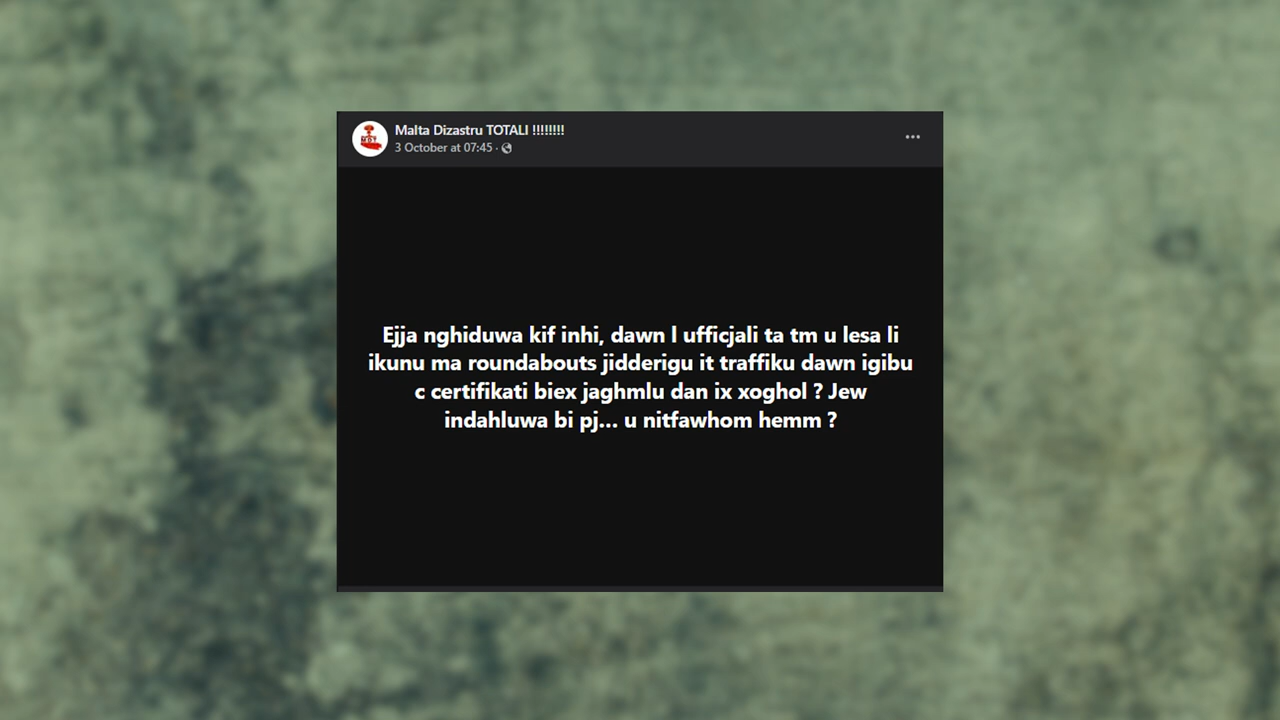 Malta Dizastru TOTALI !!!!!!!!
3 October at 07:45 ·
Ejja nghiduwa kif inhi, dawn l ufficjali ta tm u lesa li
ikunu ma roundabouts jidderigu it traffiku dawn igibu
c certifikati biex jaghmlu dan ix xoghol ? Jew
indahluwa bi pj... u nitfawhom hemm ?